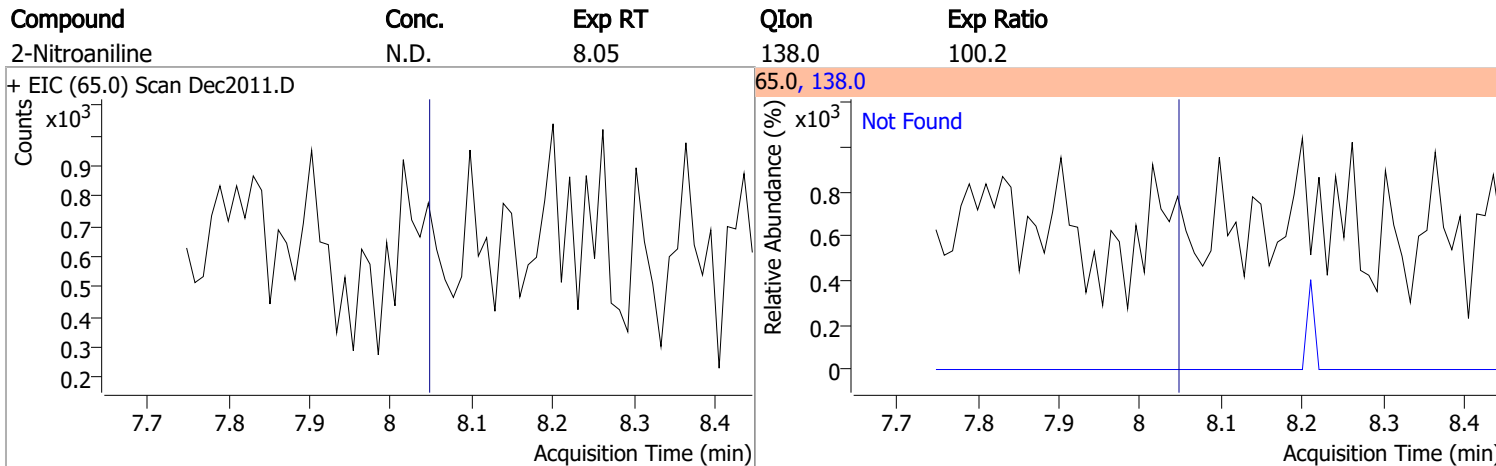 Compound Conc. Exp RT QIon Exp Ratio
2-Nitroaniline N.D. 8.05 138.0 100.2
+ EIC (65.0) Scan Dec2011.D
Counts
x10³
0.9
0.8
0.7
0.6
0.5
0.4
0.3
0.2
7.7 7.8 7.9 8 8.1 8.2 8.3 8.4
Acquisition Time (min)
65.0, 138.0
Relative Abundance (%)
x10³
Not Found
0.8
0.6
0.4
0.2
0
7.7 7.8 7.9 8 8.1 8.2 8.3 8.4
Acquisition Time (min)